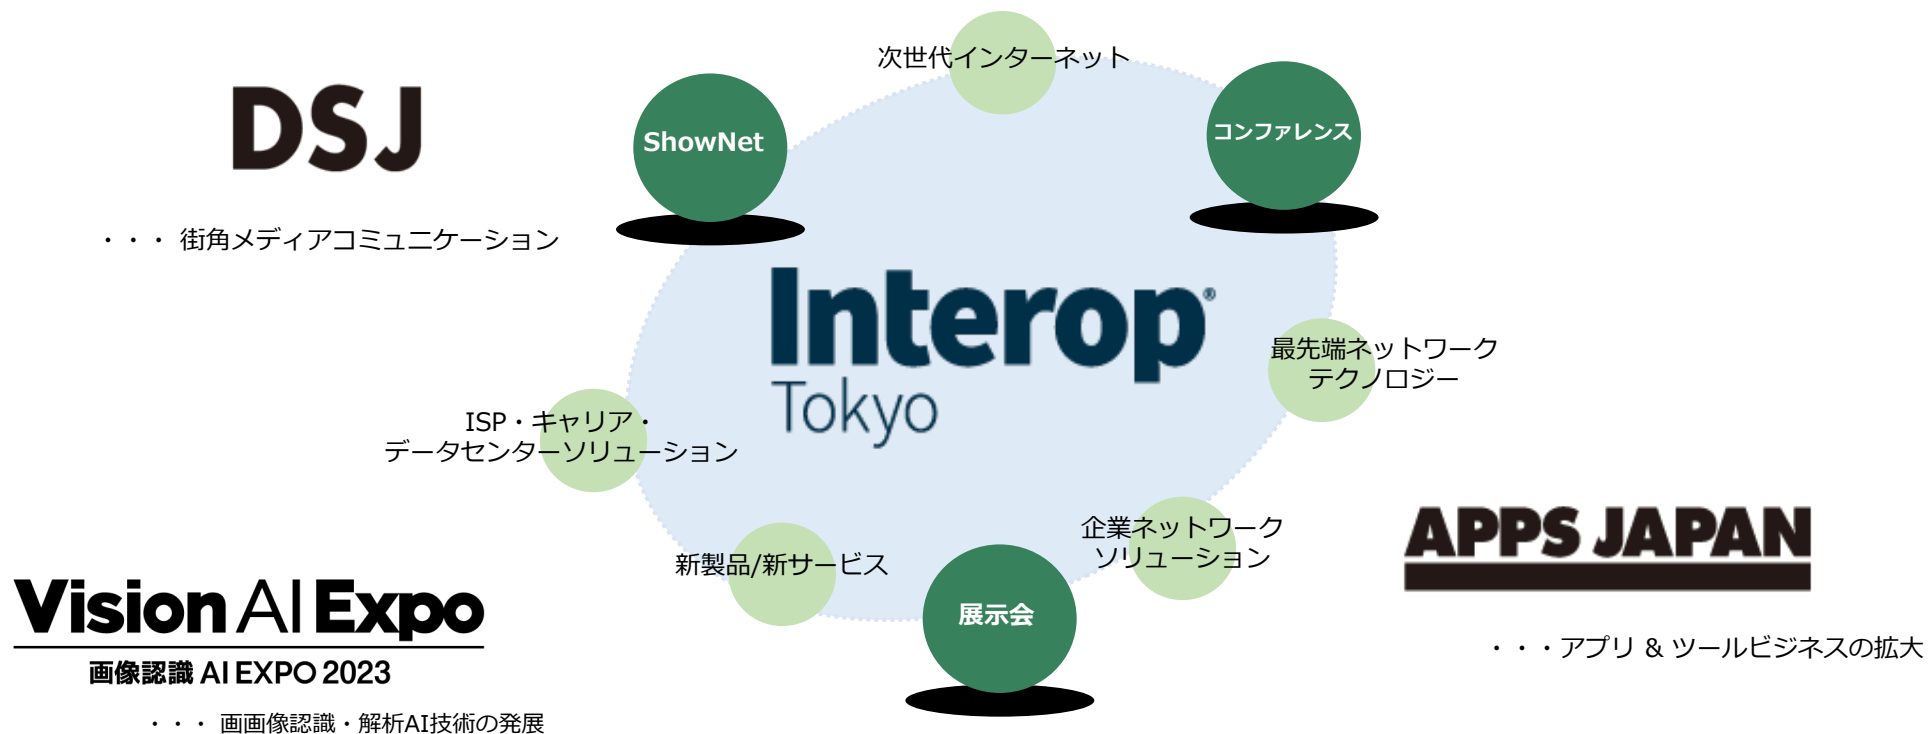 次世代インターネット
DSJ
ShowNet
コンファレンス
・・・ 街角メディアコミュニケーション
Interop®
Tokyo
最先端ネットワーク
テクノロジー
ISP・キャリア・
データセンターソリューション
企業ネットワーク
ソリューション
新製品/新サービス
展示会
APPS JAPAN
・・・アプリ & ツールビジネスの拡大
Vision AI Expo
画像認識 AI EXPO 2023
・・・ 画画像認識・解析AI技術の発展